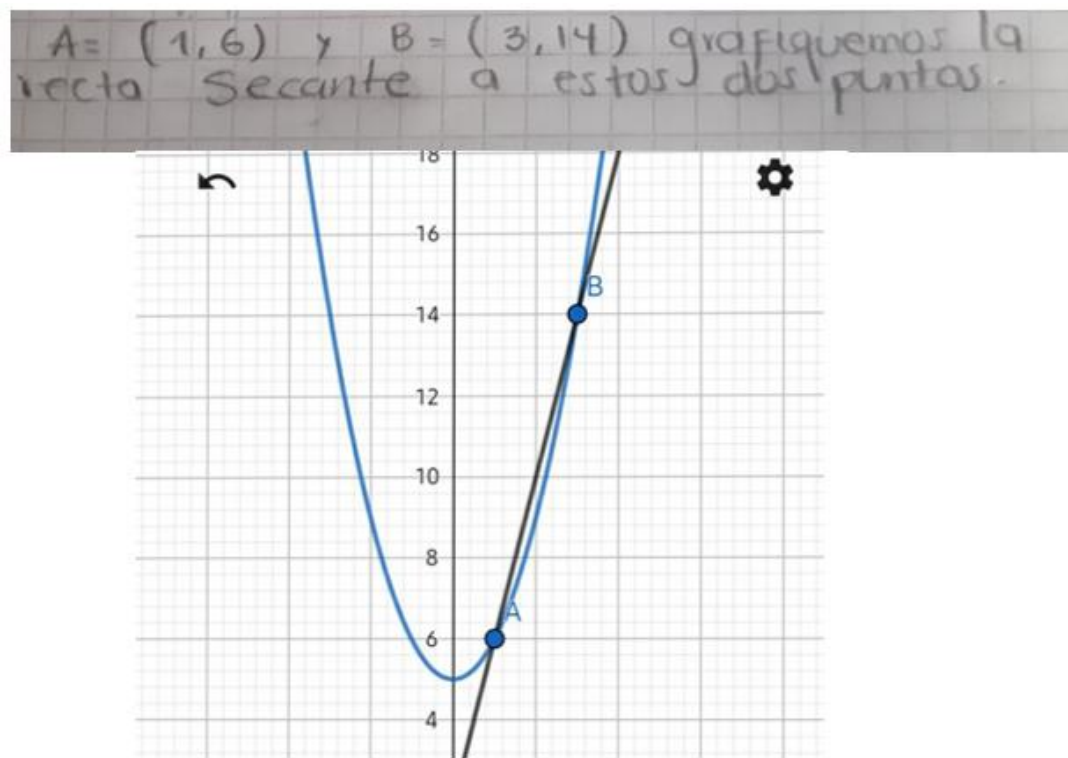 A= (1,6) y B= (3,14) grafiquemos la
recta Secante a estos dos puntos.
18
16
B
14
12
10
8
A
6
4